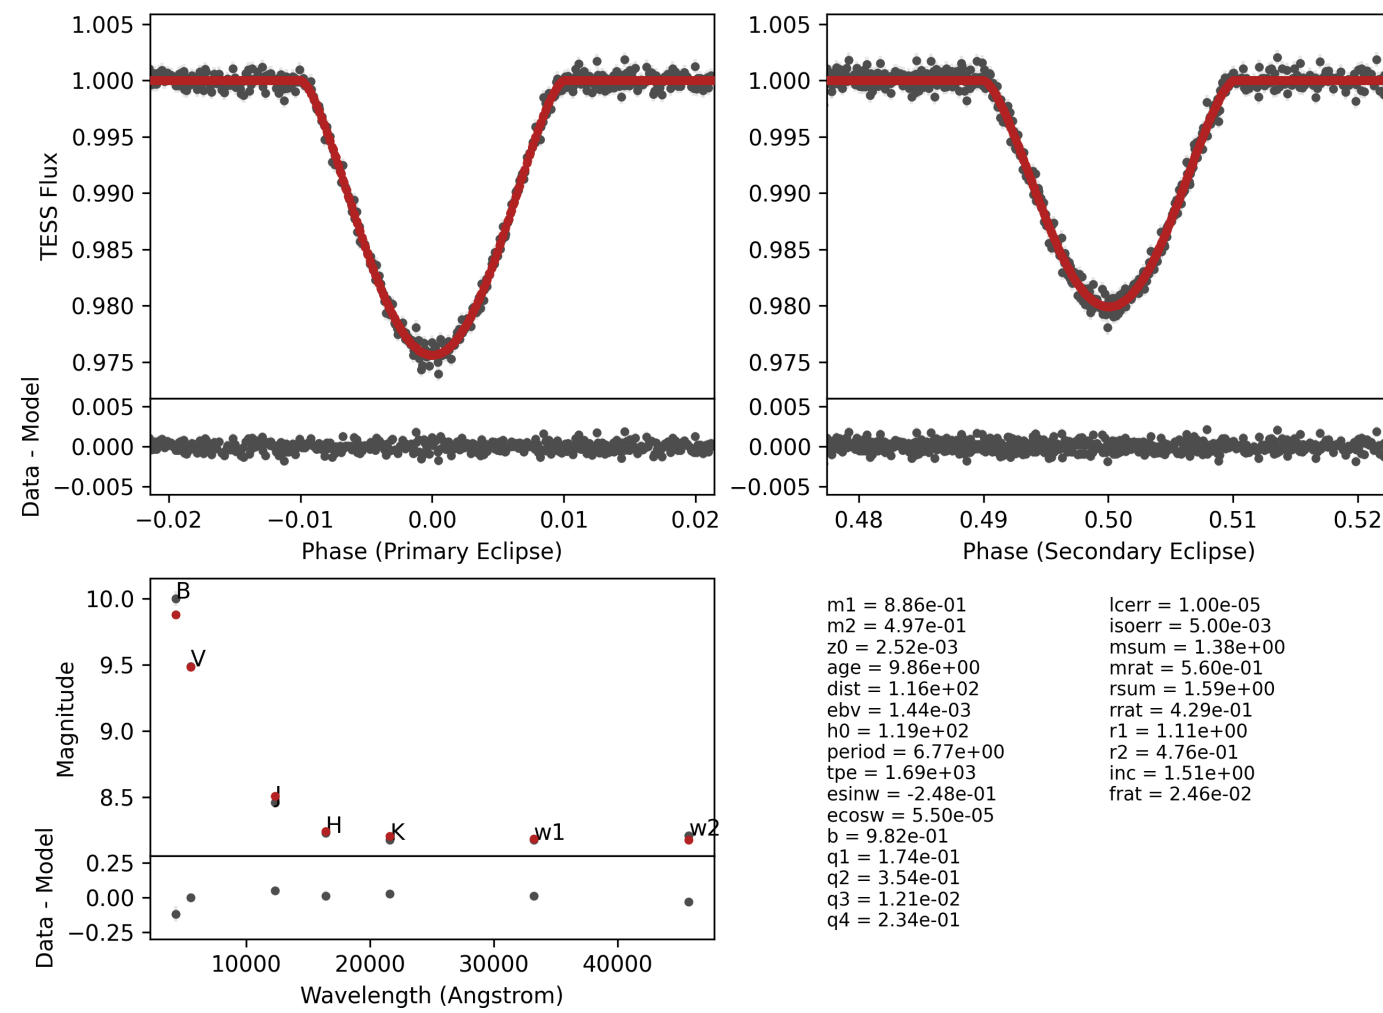 1.005
1.000
0.995
0.990
0.985
0.980
0.975
TESS Flux
0.005
0.000
−0.005
Data - Model
−0.02 −0.01 0.00 0.01 0.02
Phase (Primary Eclipse)
1.005
1.000
0.995
0.990
0.985
0.980
0.975
0.005
0.000
−0.005
0.48 0.49 0.50 0.51 0.52
Phase (Secondary Eclipse)
10.0
9.5
9.0
8.5
Magnitude
B
V
J
H
K
w1
w2
0.25
0.00
−0.25
Data - Model
10000 20000 30000 40000
Wavelength (Angstrom)
m1 = 8.86e-01
m2 = 4.97e-01
z0 = 2.52e-03
age = 9.86e+00
dist = 1.16e+02
ebv = 1.44e-03
h0 = 1.19e+02
period = 6.77e+00
tpe = 1.69e+03
esinw = -2.48e-01
ecosw = 5.50e-05
b = 9.82e-01
q1 = 1.74e-01
q2 = 3.54e-01
q3 = 1.21e-02
q4 = 2.34e-01
lcerr = 1.00e-05
isoerr = 5.00e-03
msum = 1.38e+00
mrat = 5.60e-01
rsum = 1.59e+00
rrat = 4.29e-01
r1 = 1.11e+00
r2 = 4.76e-01
inc = 1.51e+00
frat = 2.46e-02